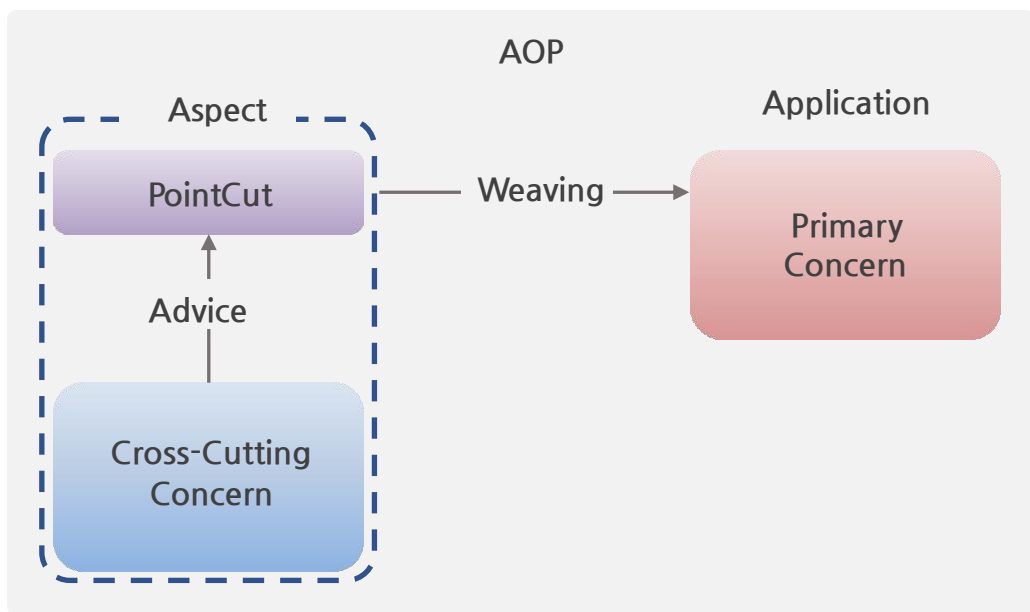 AOP
Aspect
Application
PointCut
Weaving
Primary
Concern
Advice
Cross-Cutting
Concern